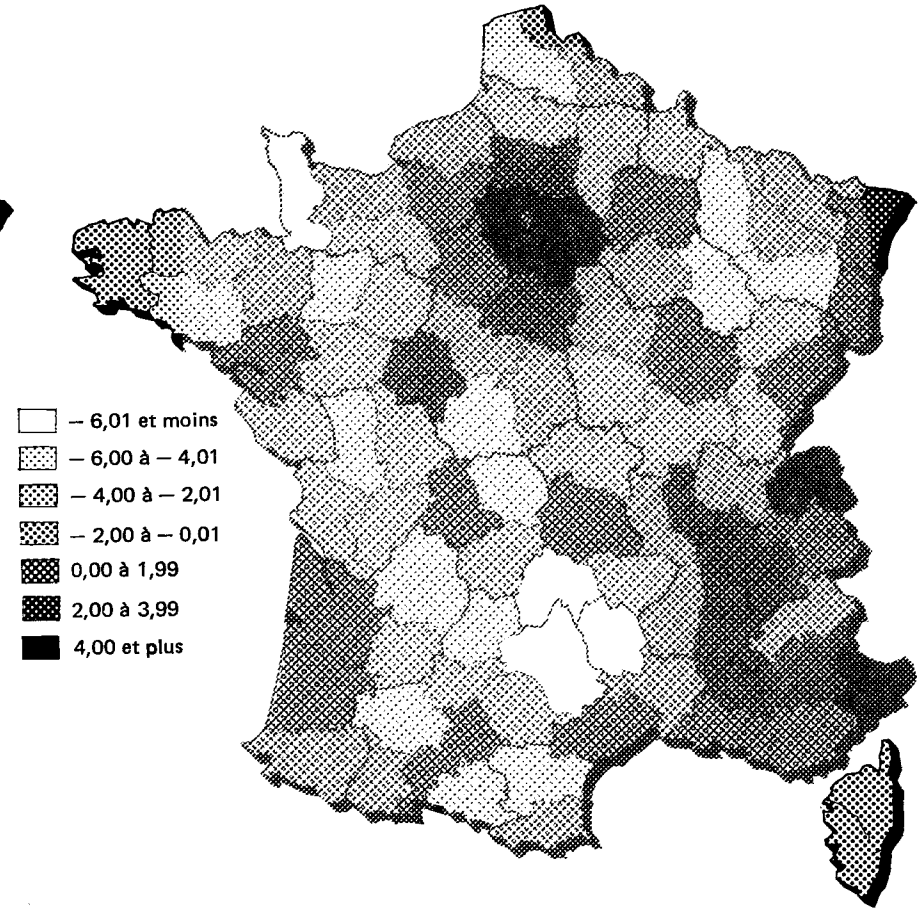 – 6,01 et moins
– 6,00 à – 4,01
– 4,00 à – 2,01
– 2,00 à – 0,01
0,00 à 1,99
2,00 à 3,99
4,00 et plus